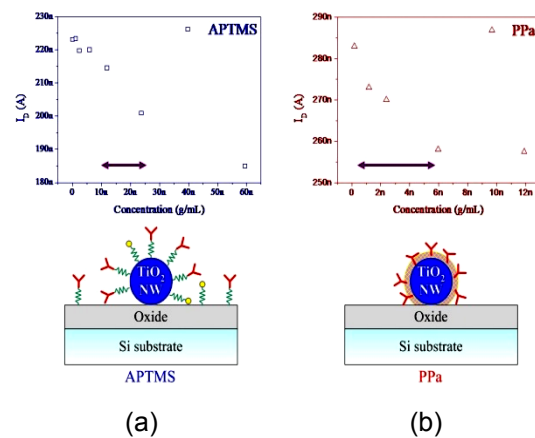 230n
220n
210n
200n
190n
180n
I_D (A)
APTMS
0
10n
20n
30n
40n
50n
60n
Concentration (g/mL)
290n
280n
270n
260n
250n
I_D (A)
PPa
0
2n
4n
6n
8n
10n
12n
Concentration (g/mL)
TiO2
NW
Oxide
Si substrate
APTMS
TiO2
NW
Oxide
Si substrate
PPa
(a)
(b)